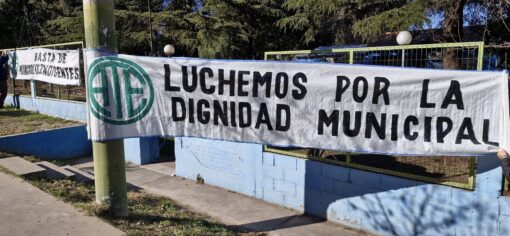 BASTA DE
ATE
LUCHEMOS POR LA
DIGNIDAD MUNICIPAL